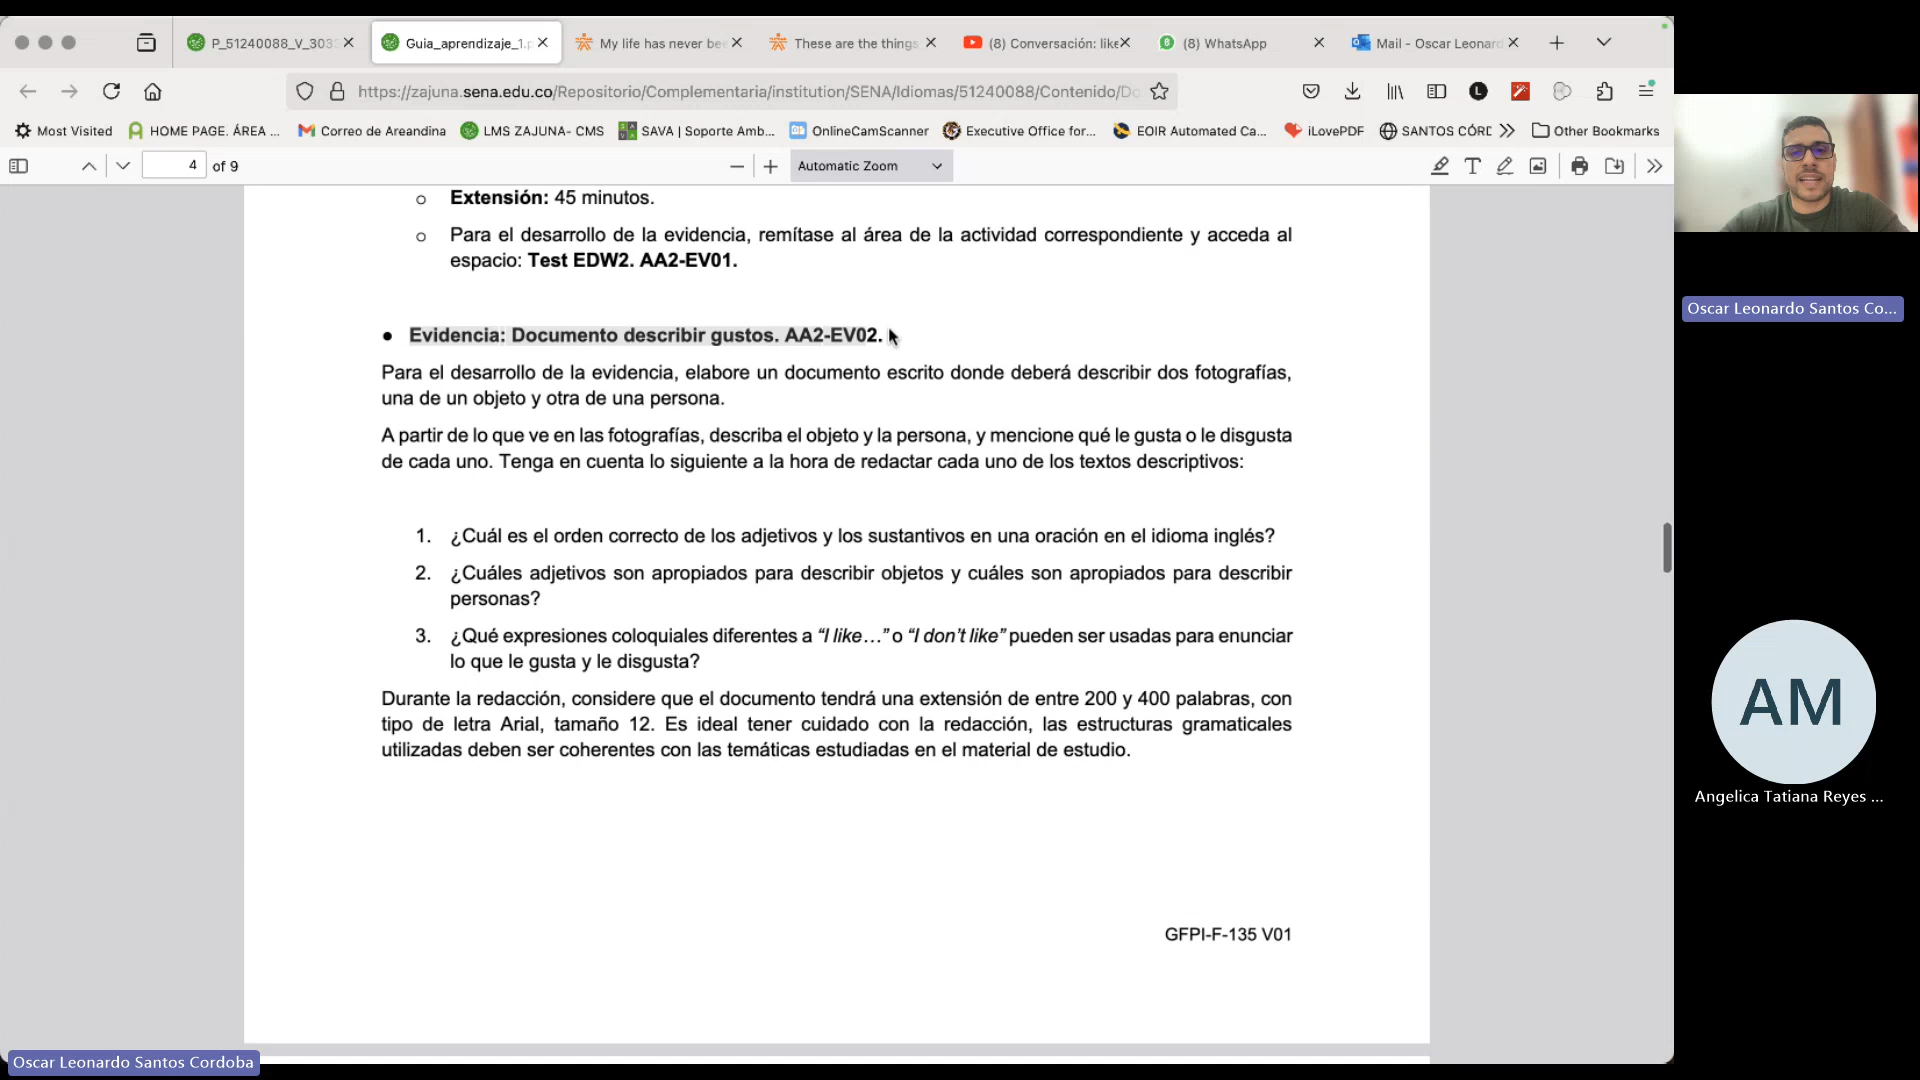 P_51240088_V_303
Guia_aprendizaje_1.p
My life has never bee
These are the things
(8) Conversación: like
(8) WhatsApp
Mail - Oscar Leonard
https://zajuna.sena.edu.co/Repositorio/Complementaria/institution/SENA/Idiomas/51240088/Contenido/Do
L
Most Visited
HOME PAGE. ÁREA ...
Correo de Areandina
LMS ZAJUNA- CMS
SAVA | Soporte Amb...
OnlineCamScanner
Executive Office for...
EOIR Automated Ca...
iLovePDF
SANTOS CÓRD
Other Bookmarks
4 of 9
Automatic Zoom
o Extensión: 45 minutos.
o Para el desarrollo de la evidencia, remítase al área de la actividad correspondiente y acceda al
espacio: Test EDW2. AA2-EV01.
● Evidencia: Documento describir gustos. AA2-EV02.
Para el desarrollo de la evidencia, elabore un documento escrito donde deberá describir dos fotografías,
una de un objeto y otra de una persona.
A partir de lo que ve en las fotografías, describa el objeto y la persona, y mencione qué le gusta o le disgusta
de cada uno. Tenga en cuenta lo siguiente a la hora de redactar cada uno de los textos descriptivos:
1. ¿Cuál es el orden correcto de los adjetivos y los sustantivos en una oración en el idioma inglés?
2. ¿Cuáles adjetivos son apropiados para describir objetos y cuáles son apropiados para describir
personas?
3. ¿Qué expresiones coloquiales diferentes a “I like…” o “I don’t like” pueden ser usadas para enunciar
lo que le gusta y le disgusta?
Durante la redacción, considere que el documento tendrá una extensión de entre 200 y 400 palabras, con
tipo de letra Arial, tamaño 12. Es ideal tener cuidado con la redacción, las estructuras gramaticales
utilizadas deben ser coherentes con las temáticas estudiadas en el material de estudio.
GFPI-F-135 V01
Oscar Leonardo Santos Co...
AM
Angelica Tatiana Reyes ...
Oscar Leonardo Santos Cordoba